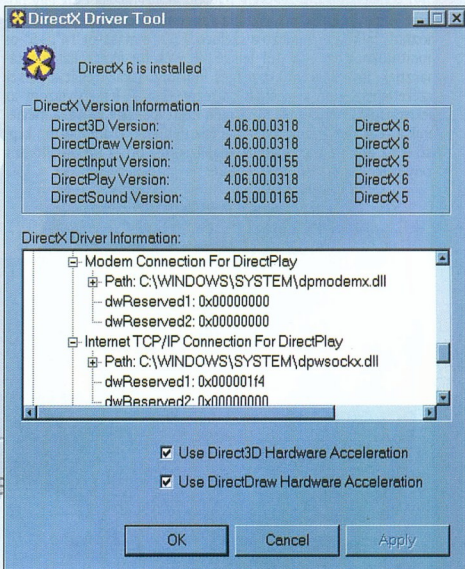 DirectX Driver Tool
DirectX 6 is installed
DirectX Version Information
Direct3D Version: 4.06.00.0318 DirectX 6
DirectDraw Version: 4.06.00.0318 DirectX 6
DirectInput Version: 4.05.00.0155 DirectX 5
DirectPlay Version: 4.06.00.0318 DirectX 6
DirectSound Version: 4.05.00.0165 DirectX 5
DirectX Driver Information:
Modem Connection For DirectPlay
Path: C:\WINDOWS\SYSTEM\dpmodemx.dll
dwReserved1: 0x00000000
dwReserved2: 0x00000000
Internet TCP/IP Connection For DirectPlay
Path: C:\WINDOWS\SYSTEM\dpwsockx.dll
dwReserved1: 0x000001f4
dwReserved2: 0x00000000
Use Direct3D Hardware Acceleration
Use DirectDraw Hardware Acceleration
OK Cancel Apply